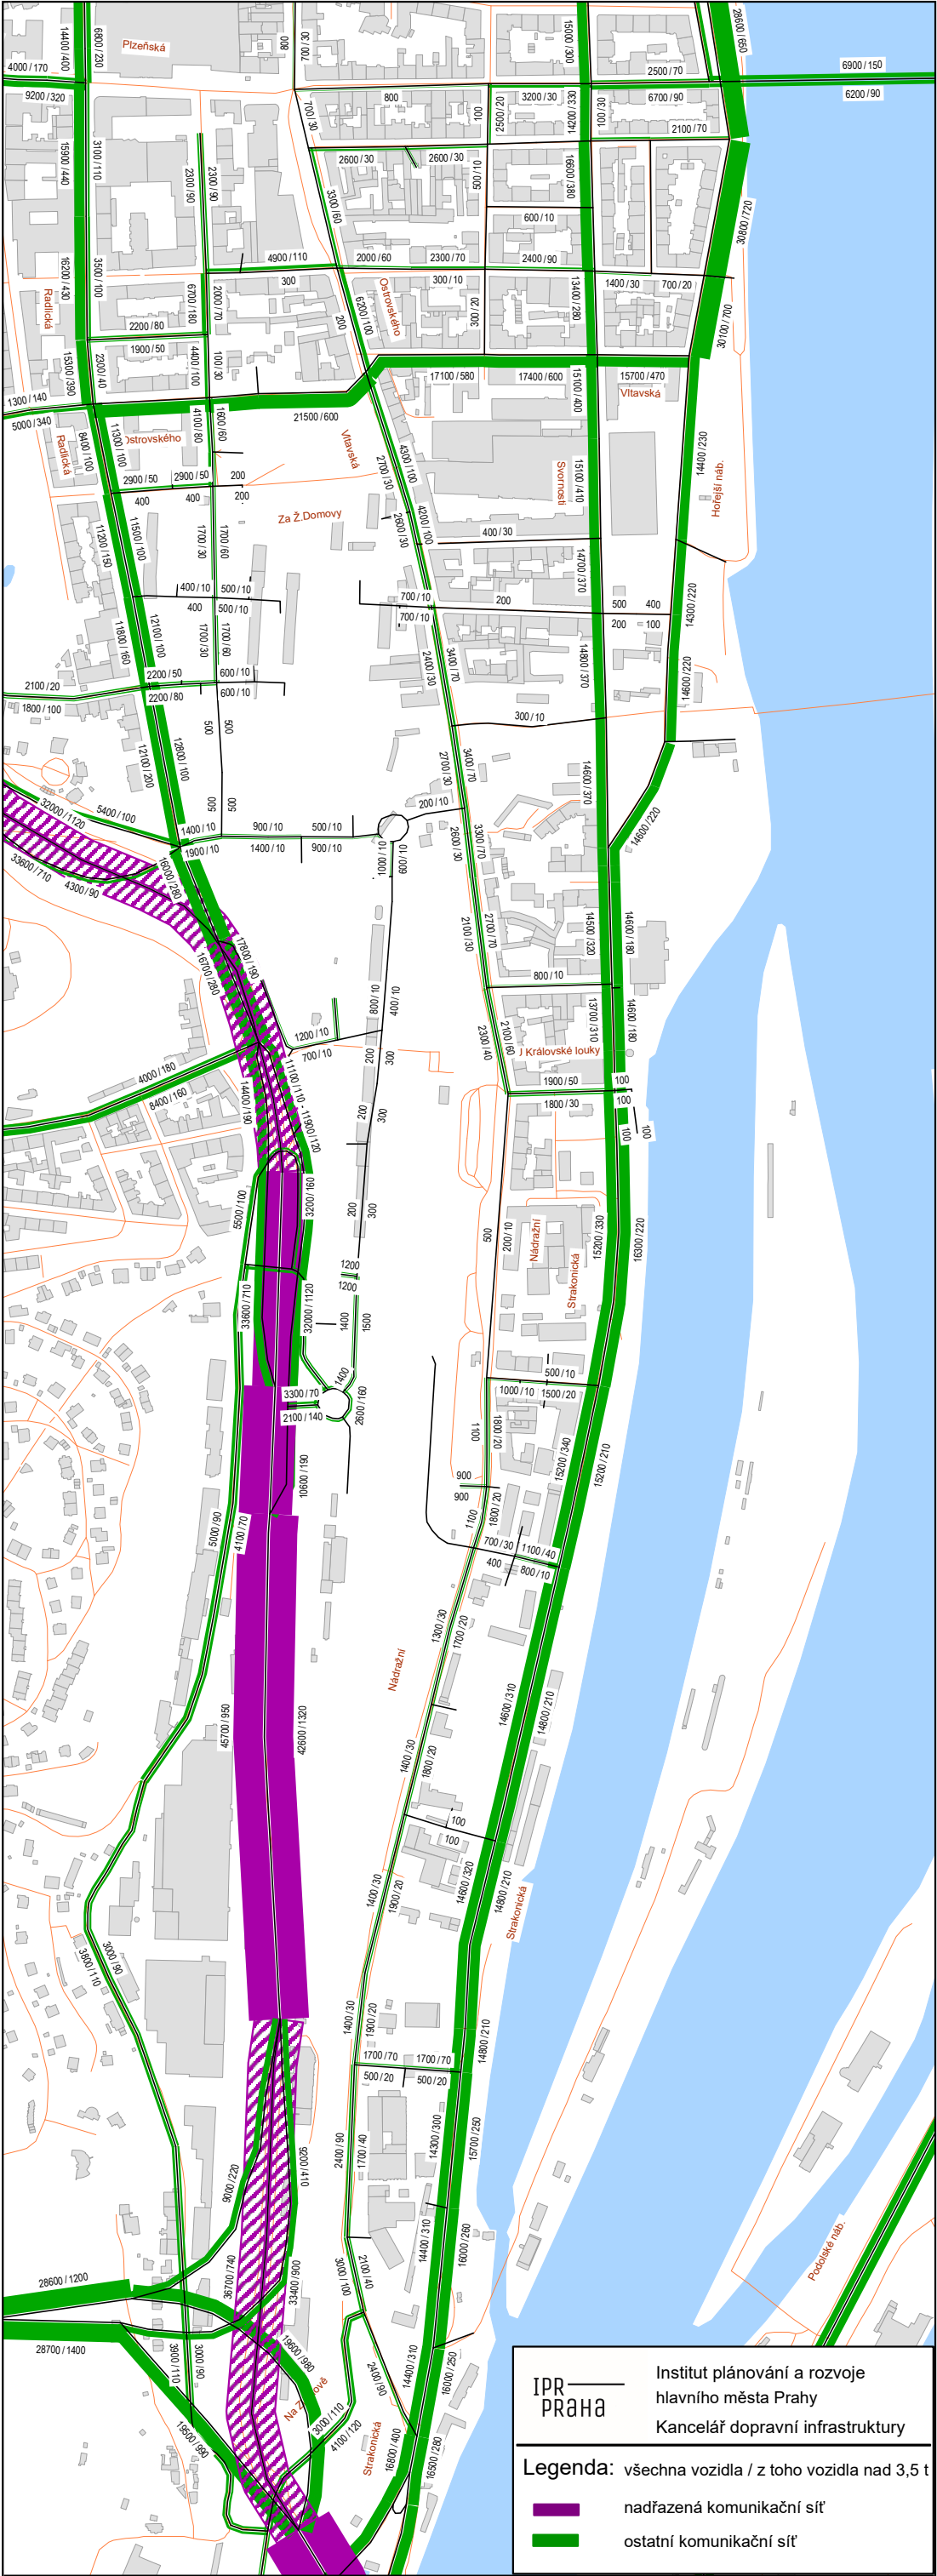 14400 / 400
6800 / 230
Plzeňská
800
700 / 30
15000 / 300
28600 / 650
4000 / 170
2500 / 70
6900 / 150
9200 / 320
800
3200 / 30
6700 / 90
6200 / 90
700 / 30
100
2500 / 20
14200 / 330
100 / 30
2100 / 70
15900 / 440
3100 / 110
2300 / 90
2300 / 90
2600 / 30
2600 / 30
500 / 10
16600 / 380
3300 / 60
600 / 10
30800 / 720
4900 / 110
2000 / 60
2300 / 70
2400 / 90
16200 / 430
3500 / 100
300
300 / 10
1400 / 30
700 / 20
Radlická
6700 / 180
2000 / 70
6200 / 100
Ostrovského
300 / 20
13400 / 280
200
30100 / 700
2200 / 80
1900 / 50
15300 / 390
2300 / 40
4400 / 100
100 / 30
17100 / 580
17400 / 600
15100 / 400
15700 / 470
Vltavská
1300 / 140
5000 / 340
21500 / 600
8400 / 100
11300 / 100
Ostrovského
4100 / 80
1600 / 60
Radlická
Vltavská
4300 / 100
2700 / 30
14400 / 230
2900 / 50
2900 / 50
200
Svornosti
15100 / 410
Hořejší náb.
400
400
200
Za Ž.Domovy
11200 / 150
11500 / 100
1700 / 30
1700 / 60
2600 / 30
4200 / 100
400 / 30
14700 / 370
400 / 10
500 / 10
700 / 10
200
500
400
400
500 / 10
700 / 10
200
100
14300 / 220
11800 / 160
12100 / 100
1700 / 30
1700 / 60
2400 / 30
3400 / 70
14800 / 370
14600 / 220
2100 / 20
2200 / 50
600 / 10
1800 / 100
2200 / 80
600 / 10
500
500
300 / 10
12100 / 200
12800 / 100
2700 / 30
3400 / 70
14600 / 370
32000 / 1120
5400 / 100
500
500
200 / 10
14600 / 220
1400 / 10
900 / 10
500 / 10
1900 / 10
1400 / 10
900 / 10
2600 / 30
3300 / 70
33600 / 710
4300 / 90
16000 / 280
1000 / 10
600 / 10
17800 / 190
16700 / 280
2100 / 30
2700 / 70
14500 / 320
14600 / 180
800 / 10
400 / 10
800 / 10
13700 / 310
14600 / 180
1200 / 10
700 / 10
200
300
2300 / 40
2100 / 60
U Královské louky
4000 / 180
8400 / 160
14400 / 190
11100 / 110
11900 / 120
1900 / 50
1800 / 30
100
100
100
100
200
300
5500 / 100
3200 / 160
200
300
500
200 / 10
Nádražní
15200 / 330
16300 / 220
Strakonická
1200
1200
33600 / 710
32000 / 1120
1400
1500
3300 / 70
2100 / 140
1400
2600 / 160
500 / 10
1000 / 10
1500 / 20
1100
1800 / 20
15200 / 340
15200 / 210
10600 / 190
900
900
5000 / 90
4100 / 70
1100
1800 / 20
700 / 30
1100 / 40
400
800 / 10
1300 / 30
1700 / 20
Nádražní
45700 / 950
42600 / 1320
14600 / 310
14800 / 210
1400 / 30
1800 / 20
100
100
1400 / 30
1900 / 20
14600 / 320
14800 / 210
Strakonická
3800 / 110
3000 / 90
1400 / 30
1900 / 20
14800 / 210
1700 / 70
1700 / 70
500 / 20
500 / 20
2400 / 90
1700 / 40
14300 / 300
15700 / 250
9000 / 220
9200 / 410
14400 / 310
16000 / 260
Podolské náb.
28600 / 1200
36700 / 740
33400 / 900
3000 / 100
2100 / 40
28700 / 1400
3900 / 110
3000 / 90
19600 / 980
2400 / 90
14400 / 310
16000 / 250
19500 / 990
3000 / 110
4100 / 120
Strakonická
16800 / 400
16500 / 280
IPR
PRAHA
Institut plánování a rozvoje
hlavního města Prahy
Kancelář dopravní infrastruktury
Legenda: všechna vozidla / z toho vozidla nad 3,5 t
nadřazená komunikační síť
ostatní komunikační síť